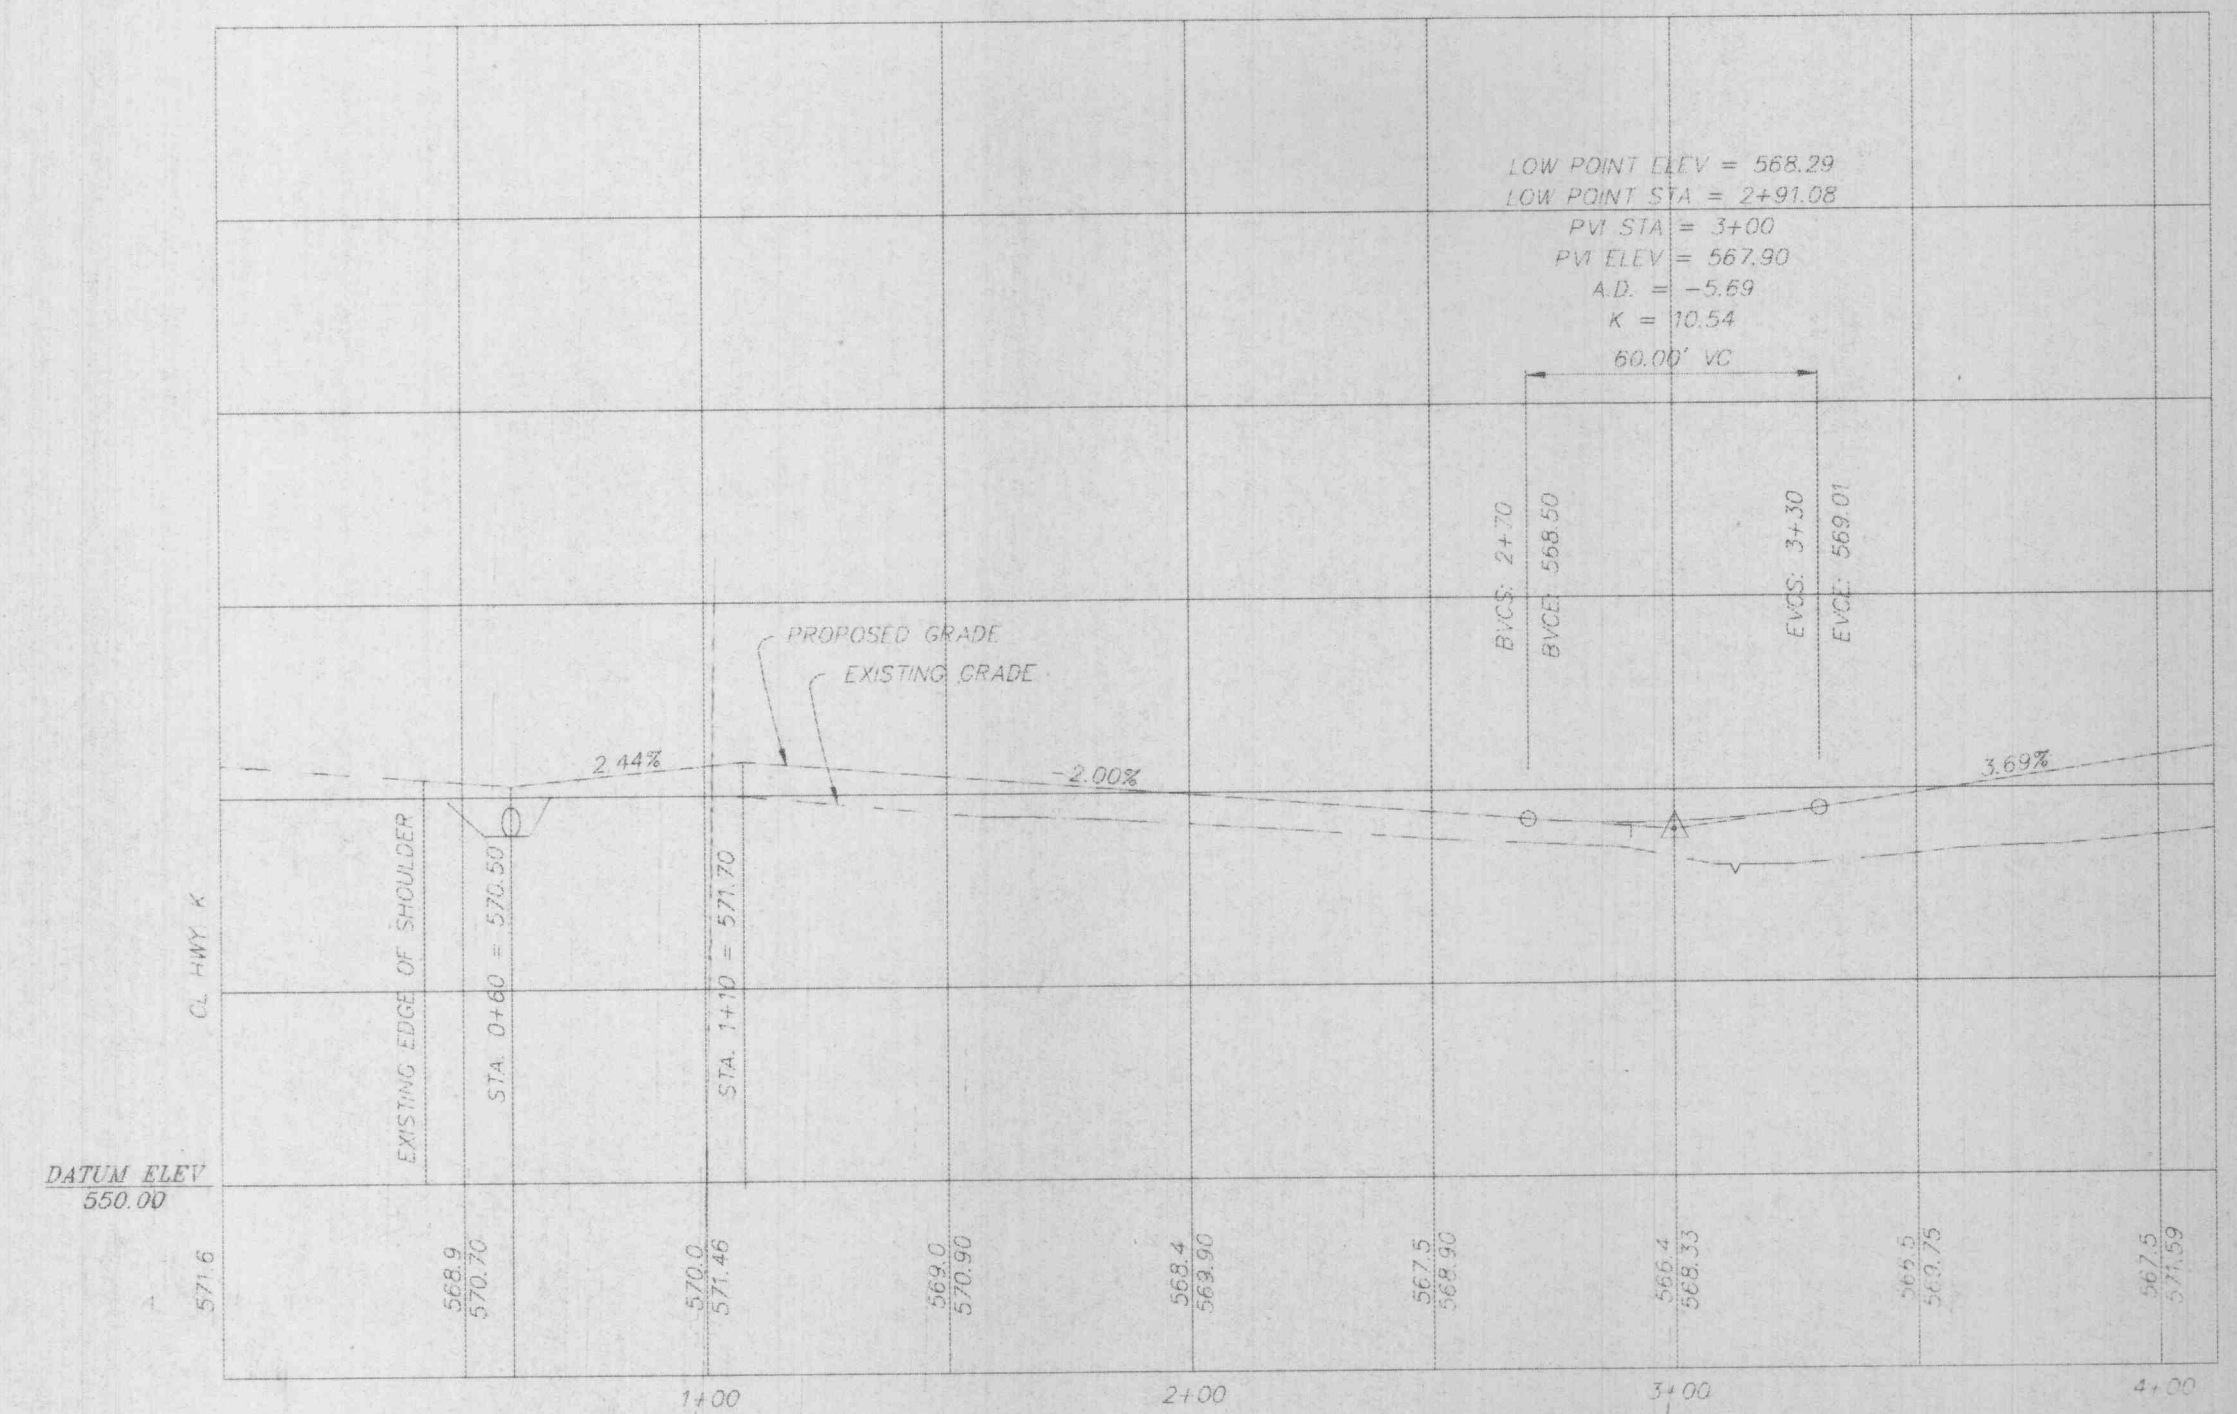 LOW POINT ELEV = 568.29
LOW POINT STA = 2+91.08
PVI STA = 3+00
PVI ELEV = 567.90
A.D. = -5.69
K = 10.54
60.00' VC
BVCS: 2+70
BVCE: 568.50
EVCS: 3+30
EVCE: 569.01
PROPOSED GRADE
EXISTING GRADE
2.44%
-2.00%
3.69%
CL HWY K
EXISTING EDGE OF SHOULDER
STA. 0+60 = 570.50
STA. 1+10 = 571.70
DATUM ELEV
550.00
571.6
568.9
570.70
570.0
571.46
569.0
570.90
568.4
569.90
567.5
568.90
566.4
568.33
569.75
567.5
571.59
1+00
2+00
3+00
4+00